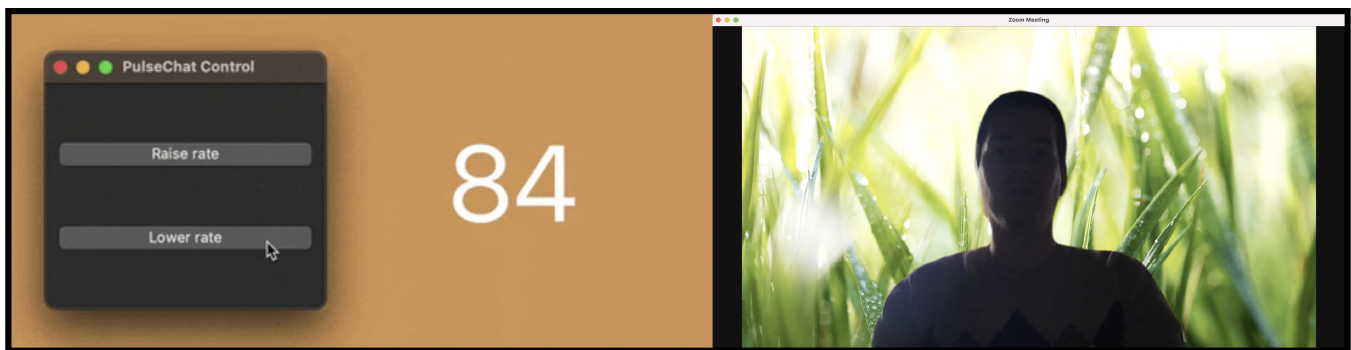 PulseChat Control
Raise rate
Lower rate
84
Zoom Meeting